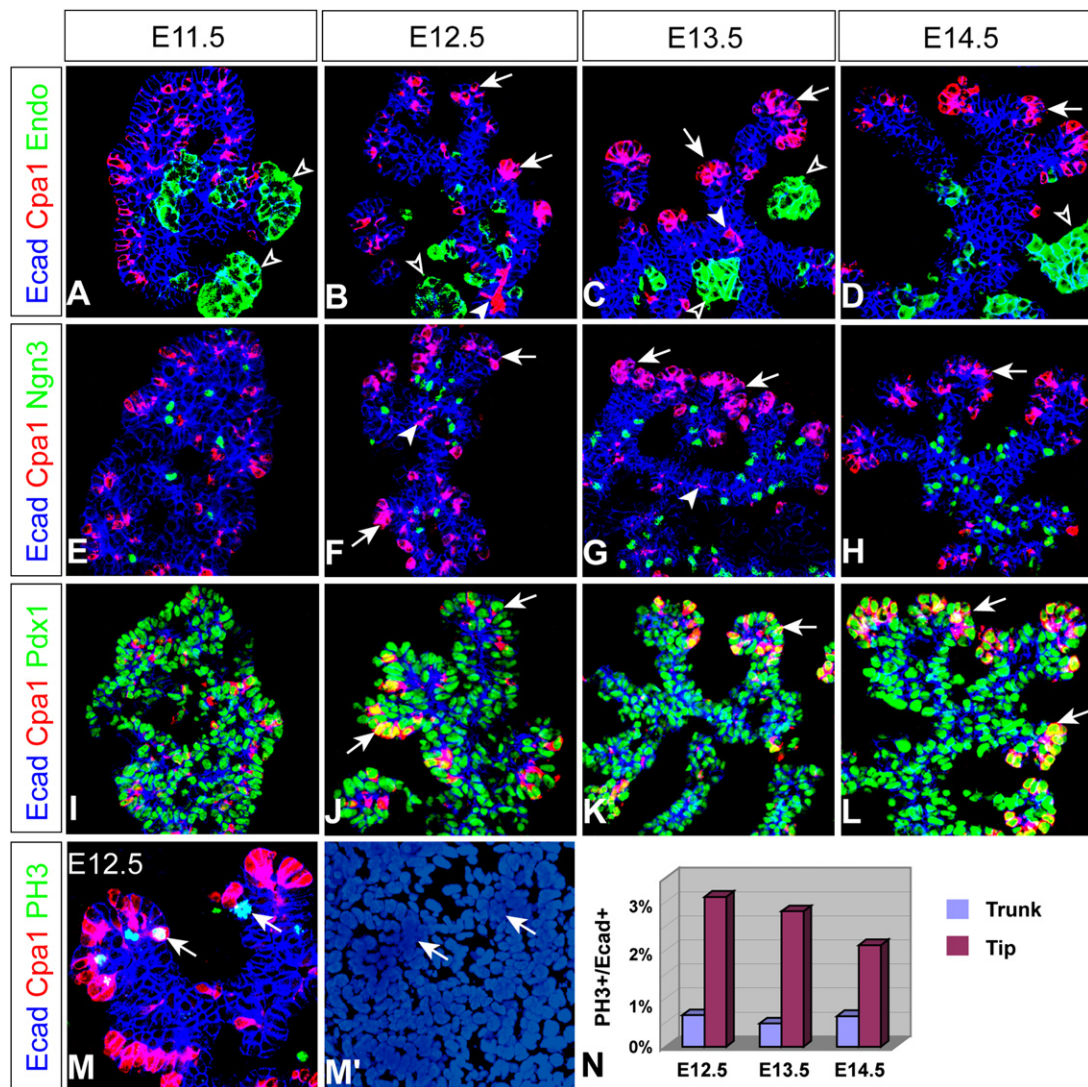 E11.5 E12.5 E13.5 E14.5
Ecad Cpa1 Endo
A B C D
Ecad Cpa1 Ngn3
E F G H
Ecad Cpa1 Pdx1
I J K L
Ecad Cpa1 PH3
E12.5
M M' N
PH3+/Ecad+
3%
2%
1%
0%
E12.5 E13.5 E14.5
Trunk
Tip